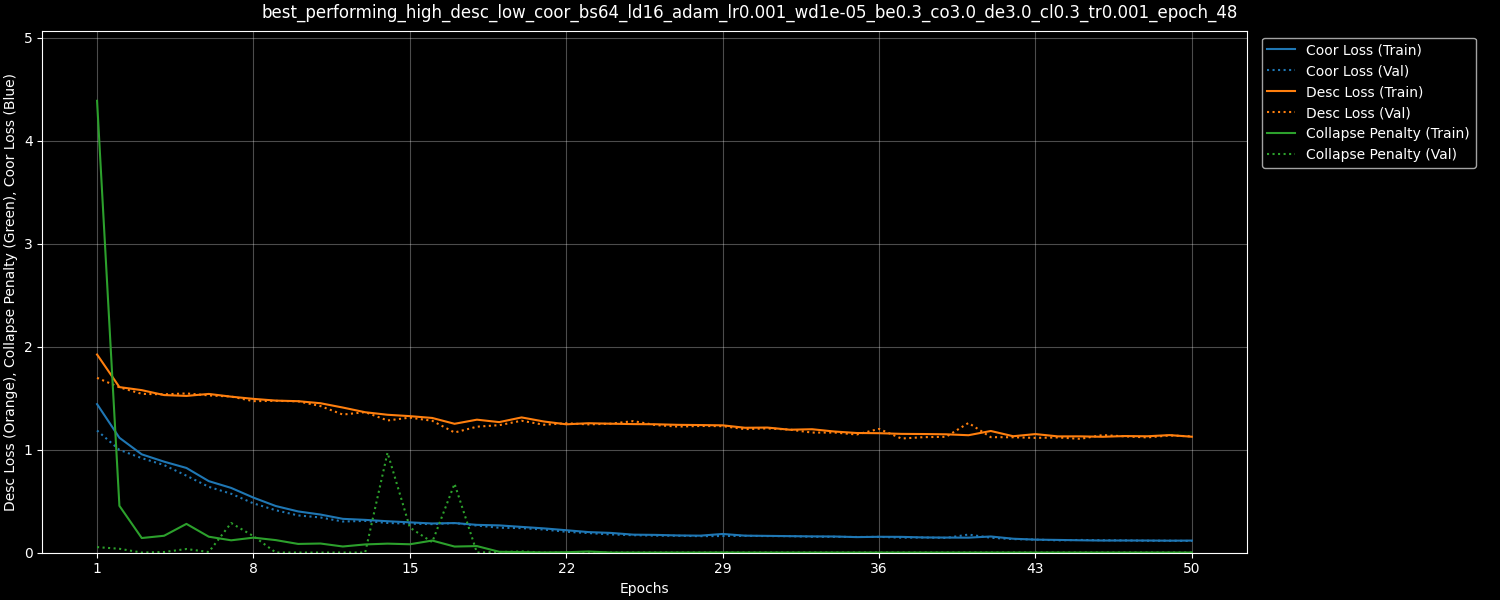 best_performing_high_desc_low_coor_bs64_ld16_adam_lr0.001_wd1e-05_be0.3_co3.0_de3.0_cl0.3_tr0.001_epoch_48
Desc Loss (Orange), Collapse Penalty (Green), Coor Loss (Blue)
5
4
3
2
1
0
1 8 15 22 29 36 43 50
Epochs
Coor Loss (Train)
Coor Loss (Val)
Desc Loss (Train)
Desc Loss (Val)
Collapse Penalty (Train)
Collapse Penalty (Val)